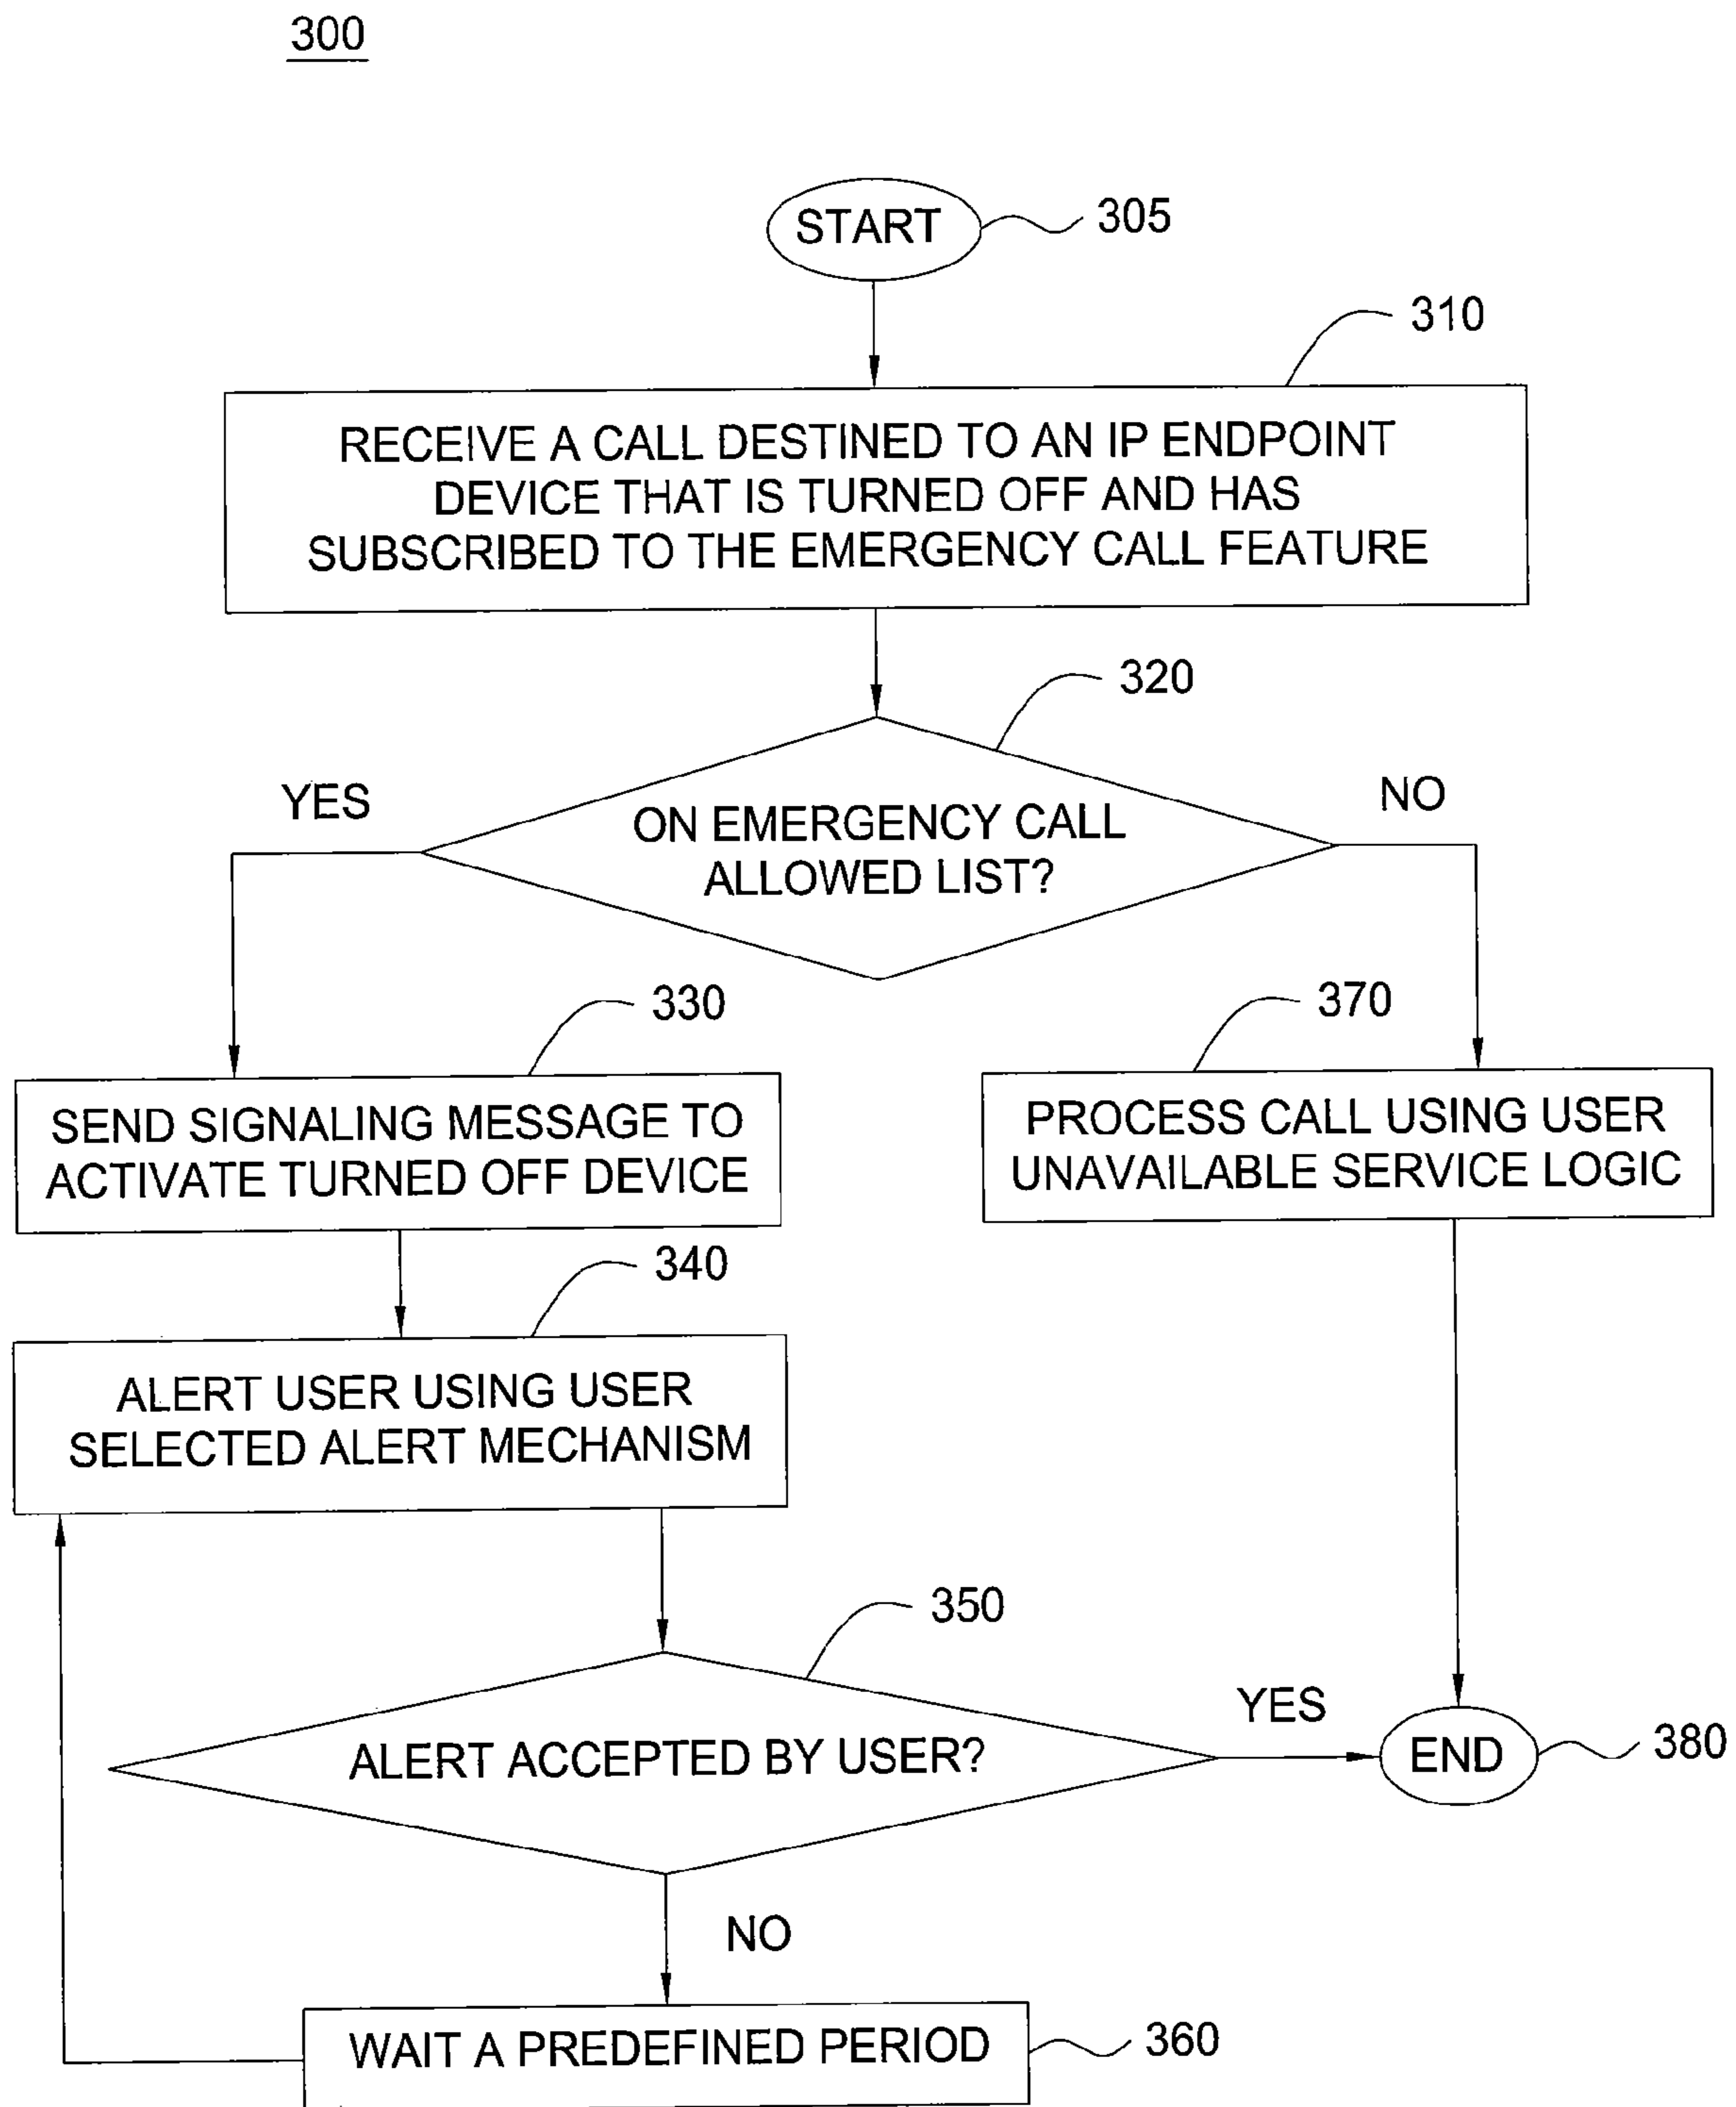 300
START
305
310
RECEIVE A CALL DESTINED TO AN IP ENDPOINT
DEVICE THAT IS TURNED OFF AND HAS
SUBSCRIBED TO THE EMERGENCY CALL FEATURE
320
YES
NO
ON EMERGENCY CALL
ALLOWED LIST?
330
370
SEND SIGNALING MESSAGE TO
ACTIVATE TURNED OFF DEVICE
PROCESS CALL USING USER
UNAVAILABLE SERVICE LOGIC
340
ALERT USER USING USER
SELECTED ALERT MECHANISM
350
ALERT ACCEPTED BY USER?
YES
END
380
NO
WAIT A PREDEFINED PERIOD
360